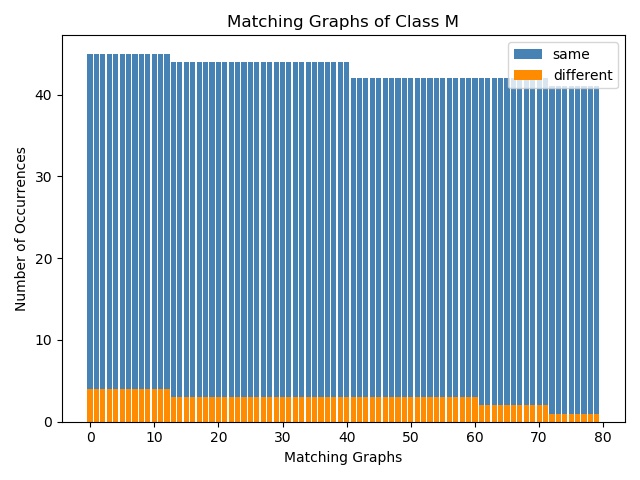 Matching Graphs of Class M
same
different
Number of Occurrences
40
30
20
10
0
0 10 20 30 40 50 60 70 80
Matching Graphs